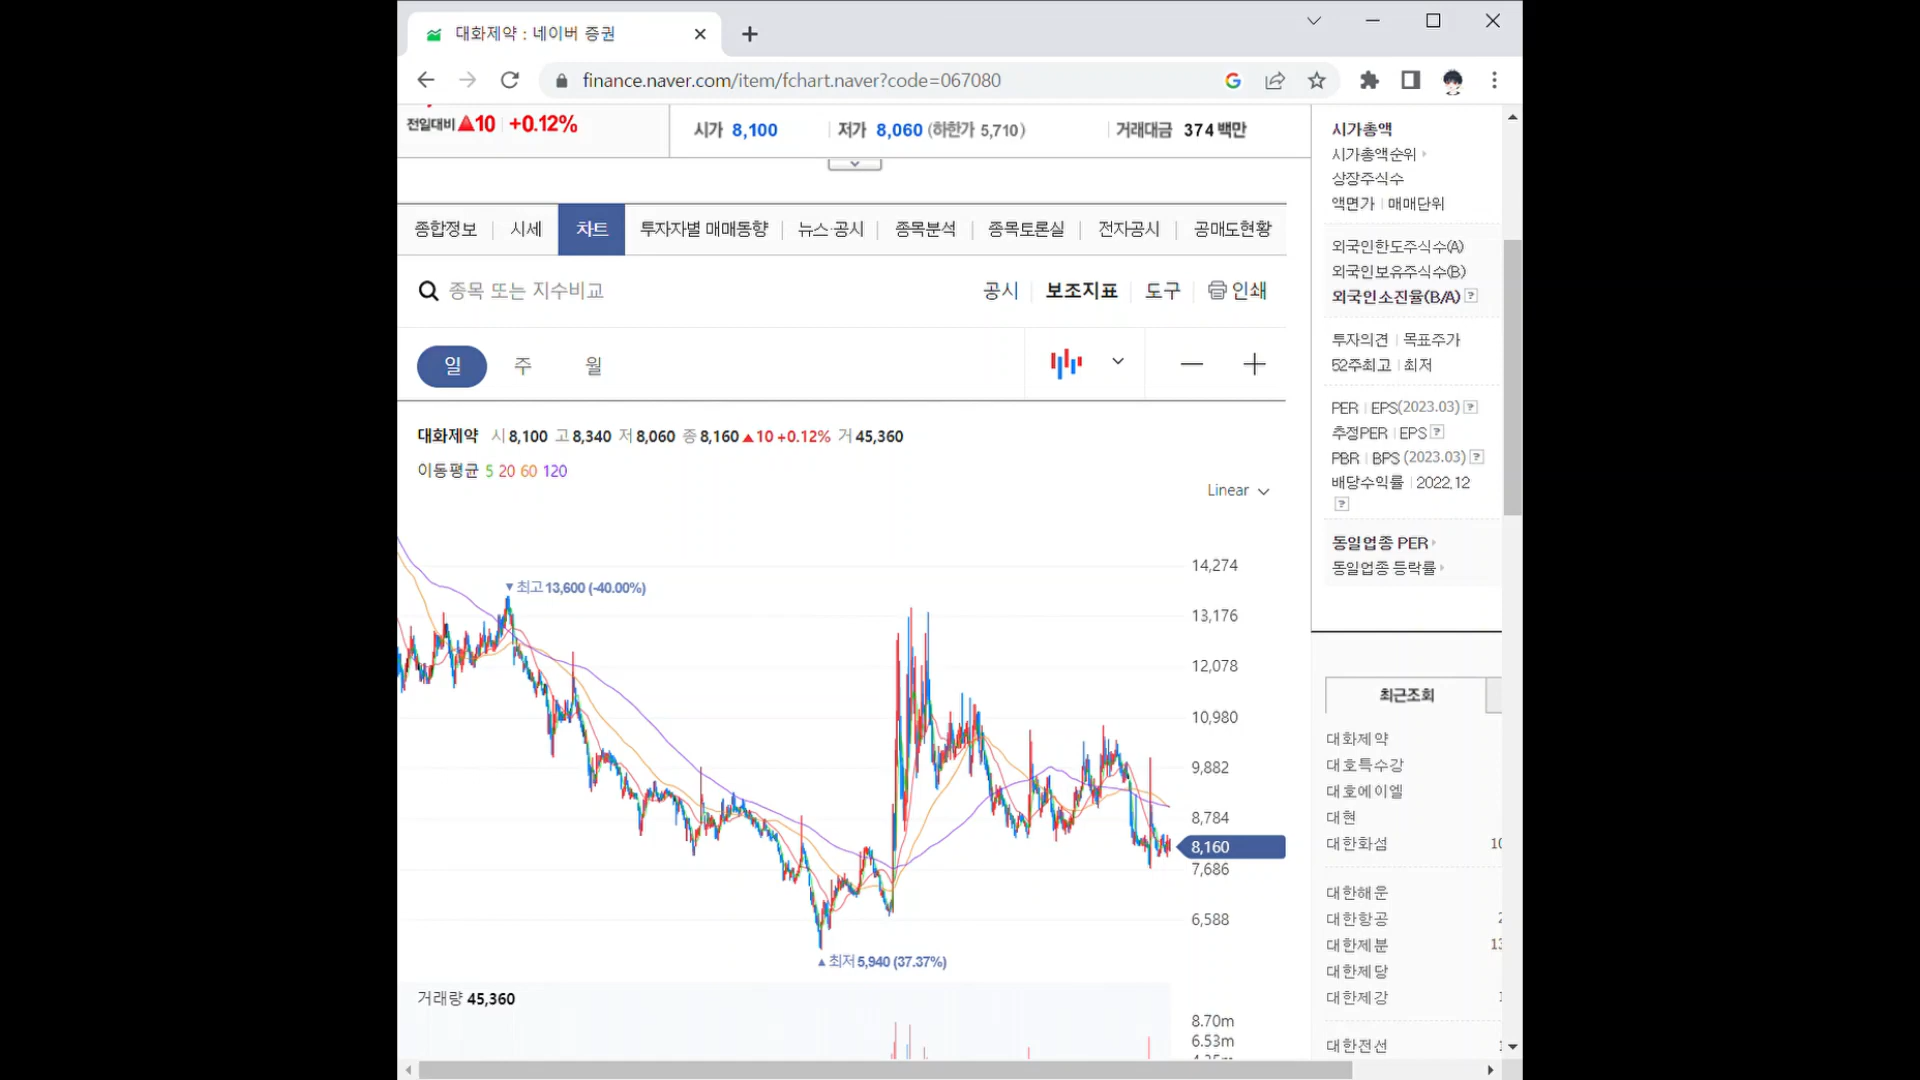 대화제약 : 네이버 증권
finance.naver.com/item/fchart.naver?code=067080
전일대비 ▲10 +0.12%
시가 8,100
저가 8,060 (하한가 5,710)
거래대금 374 백만
종합정보
시세
차트
투자자별 매매동향
뉴스·공시
종목분석
종목토론실
전자공시
공매도현황
종목 또는 지수비교
공시
보조지표
도구
인쇄
일
주
월
대화제약 시 8,100 고 8,340 저 8,060 종 8,160 ▲10 +0.12% 거 45,360
이동평균 5 20 60 120
Linear
▼최고 13,600 (-40.00%)
14,274
13,176
12,078
10,980
9,882
8,784
8,160
7,686
6,588
▲최저 5,940 (37.37%)
거래량 45,360
8.70m
6.53m
시가총액
시가총액순위
상장주식수
액면가 | 매매단위
외국인한도주식수(A)
외국인보유주식수(B)
외국인소진율(B/A) ?
투자의견 | 목표주가
52주최고 | 최저
PER | EPS(2023.03) ?
추정PER | EPS ?
PBR | BPS (2023.03) ?
배당수익률 | 2022.12
?
동일업종 PER
동일업종 등락률
최근조회
대화제약
대호특수강
대호에이엘
대현
대한화섬
대한해운
대한항공
대한제분
대한제당
대한제강
대한전선